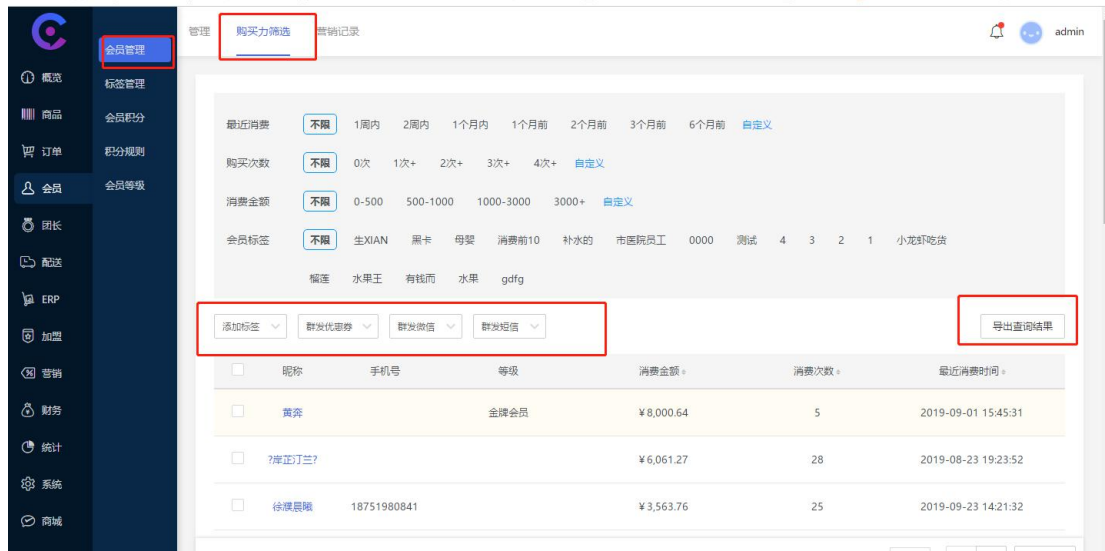 管理 购买力筛选 营销记录 admin
会员管理
概览 标签管理
商品 会员积分
订单 积分规则
会员 会员等级
团长
配送
ERP
加盟
营销
财务
统计
系统
商城
最近消费 不限 1周内 2周内 1个月内 1个月前 2个月前 3个月前 6个月前 自定义
购买次数 不限 0次 1次+ 2次+ 3次+ 4次+ 自定义
消费金额 不限 0-500 500-1000 1000-3000 3000+ 自定义
会员标签 不限 生XIAN 黑卡 母婴 消费前10 补水的 市医院员工 0000 测试 4 3 2 1 小龙虾吃货
榴莲 水果王 有钱而 水果 gdfg
添加标签 群发优惠券 群发微信 群发短信 导出查询结果
昵称 手机号 等级 消费金额 消费次数 最近消费时间
黄奔 金牌会员 ¥8,000.64 5 2019-09-01 15:45:31
?岸芷汀兰? ¥6,061.27 28 2019-08-23 19:23:52
徐濮晨曦 18751980841 ¥3,563.76 25 2019-09-23 14:21:32